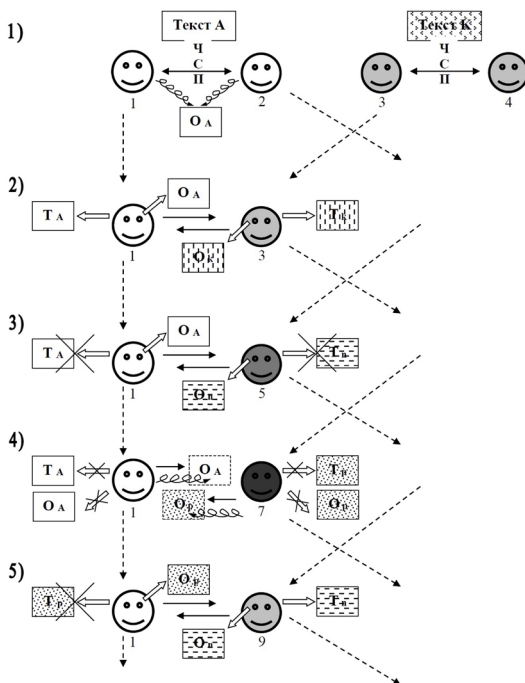 1)
Текст А
Текст К
Ч
С
П
Ч
С
П
1
2
3
4
О А
2)
Т А
О А
Т к
О к
1
3
3)
Т А
О А
Т п
О п
1
5
4)
Т А
О А
О А
О р
Т р
О р
1
7
5)
Т р
О р
Т п
О п
1
9